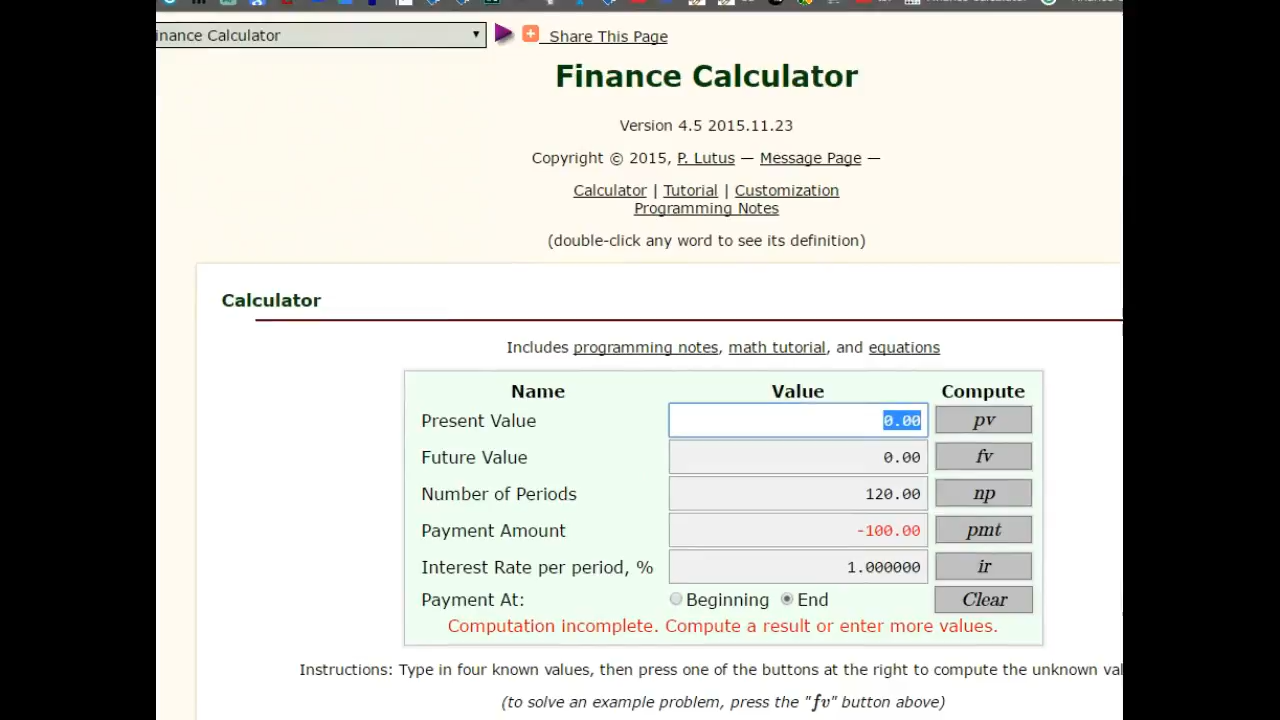 inance Calculator
Share This Page
Finance Calculator
Version 4.5 2015.11.23
Copyright © 2015, P. Lutus — Message Page —
Calculator | Tutorial | Customization
Programming Notes
(double-click any word to see its definition)
Calculator
Includes programming notes, math tutorial, and equations
Name Value Compute
Present Value 0.00 pv
Future Value 0.00 fv
Number of Periods 120.00 np
Payment Amount -100.00 pmt
Interest Rate per period, % 1.000000 ir
Payment At: Beginning End Clear
Computation incomplete. Compute a result or enter more values.
Instructions: Type in four known values, then press one of the buttons at the right to compute the unknown val
(to solve an example problem, press the "fv" button above)